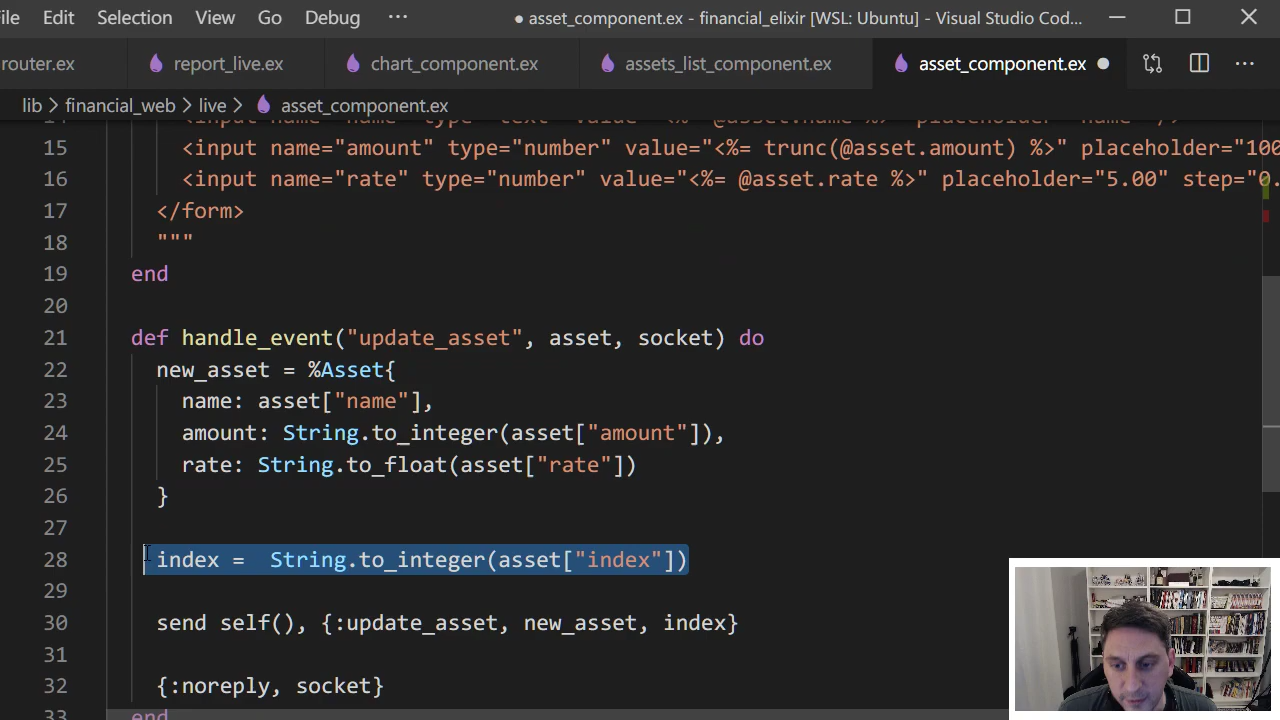 File Edit Selection View Go Debug ··· ● asset_component.ex - financial_elixir [WSL: Ubuntu] - Visual Studio Cod...
router.ex report_live.ex chart_component.ex assets_list_component.ex asset_component.ex ● ···
lib > financial_web > live > asset_component.ex
15 <input name="amount" type="number" value="<%= trunc(@asset.amount) %>" placeholder="100
16 <input name="rate" type="number" value="<%= @asset.rate %>" placeholder="5.00" step="0.
17 </form>
18 """
19 end
20
21 def handle_event("update_asset", asset, socket) do
22 new_asset = %Asset{
23 name: asset["name"],
24 amount: String.to_integer(asset["amount"]),
25 rate: String.to_float(asset["rate"])
26 }
27
28 index =  String.to_integer(asset["index"])
29
30 send self(), {:update_asset, new_asset, index}
31
32 {:noreply, socket}
33 end